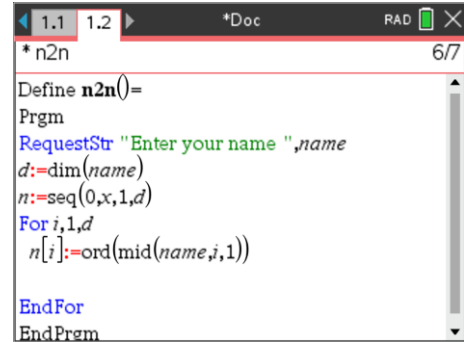 1.1 1.2 *Doc RAD
* n2n 6/7
Define n2n()=
Prgm
RequestStr "Enter your name ",name
d:=dim(name)
n:=seq(0,x,1,d)
For i,1,d
n[i]:=ord(mid(name,i,1))
EndFor
EndPrgm